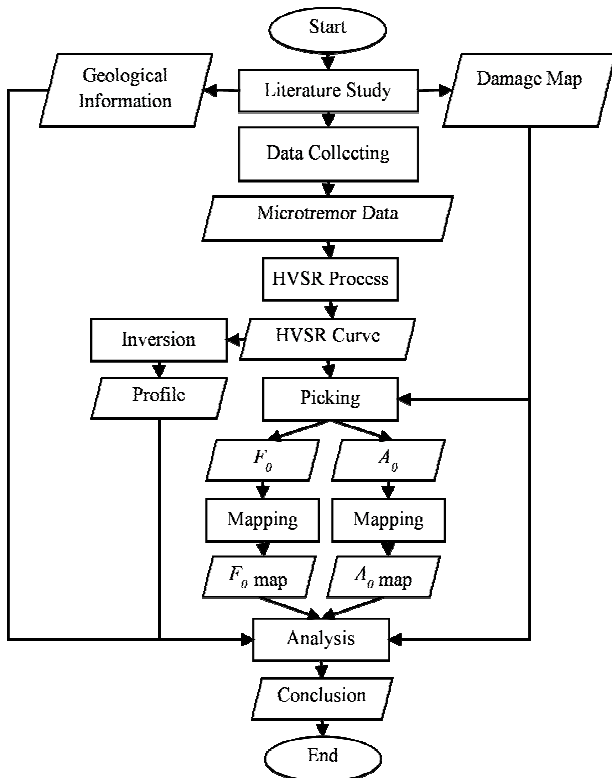 Start
Geological
Information
Literature Study
Damage Map
Data Collecting
Microtremor Data
HVSR Process
Inversion
HVSR Curve
Profile
Picking
F0
A0
Mapping
Mapping
F0 map
A0 map
Analysis
Conclusion
End